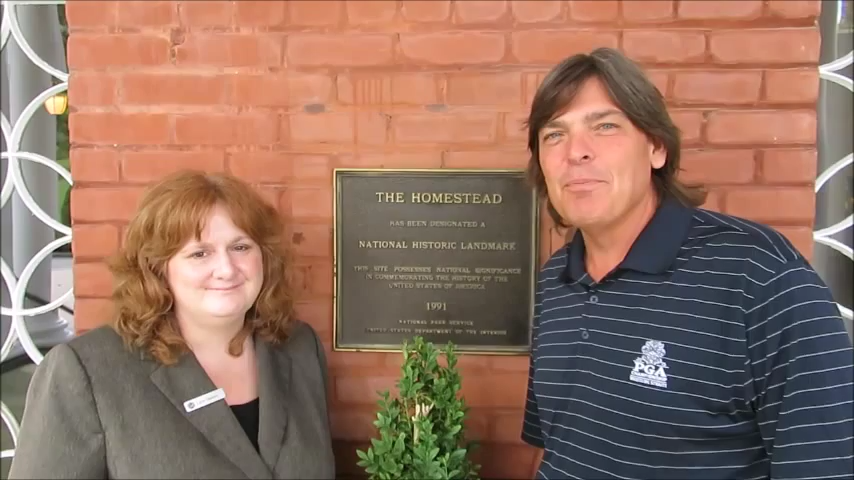 THE HOMESTEAD
HAS BEEN DESIGNATED A
NATIONAL HISTORIC LANDMARK
THIS SITE POSSESSES NATIONAL SIGNIFICANCE
IN COMMEMORATING THE HISTORY OF THE
UNITED STATES OF AMERICA
1991
NATIONAL PARK SERVICE
UNITED STATES DEPARTMENT OF THE INTERIOR
PGA